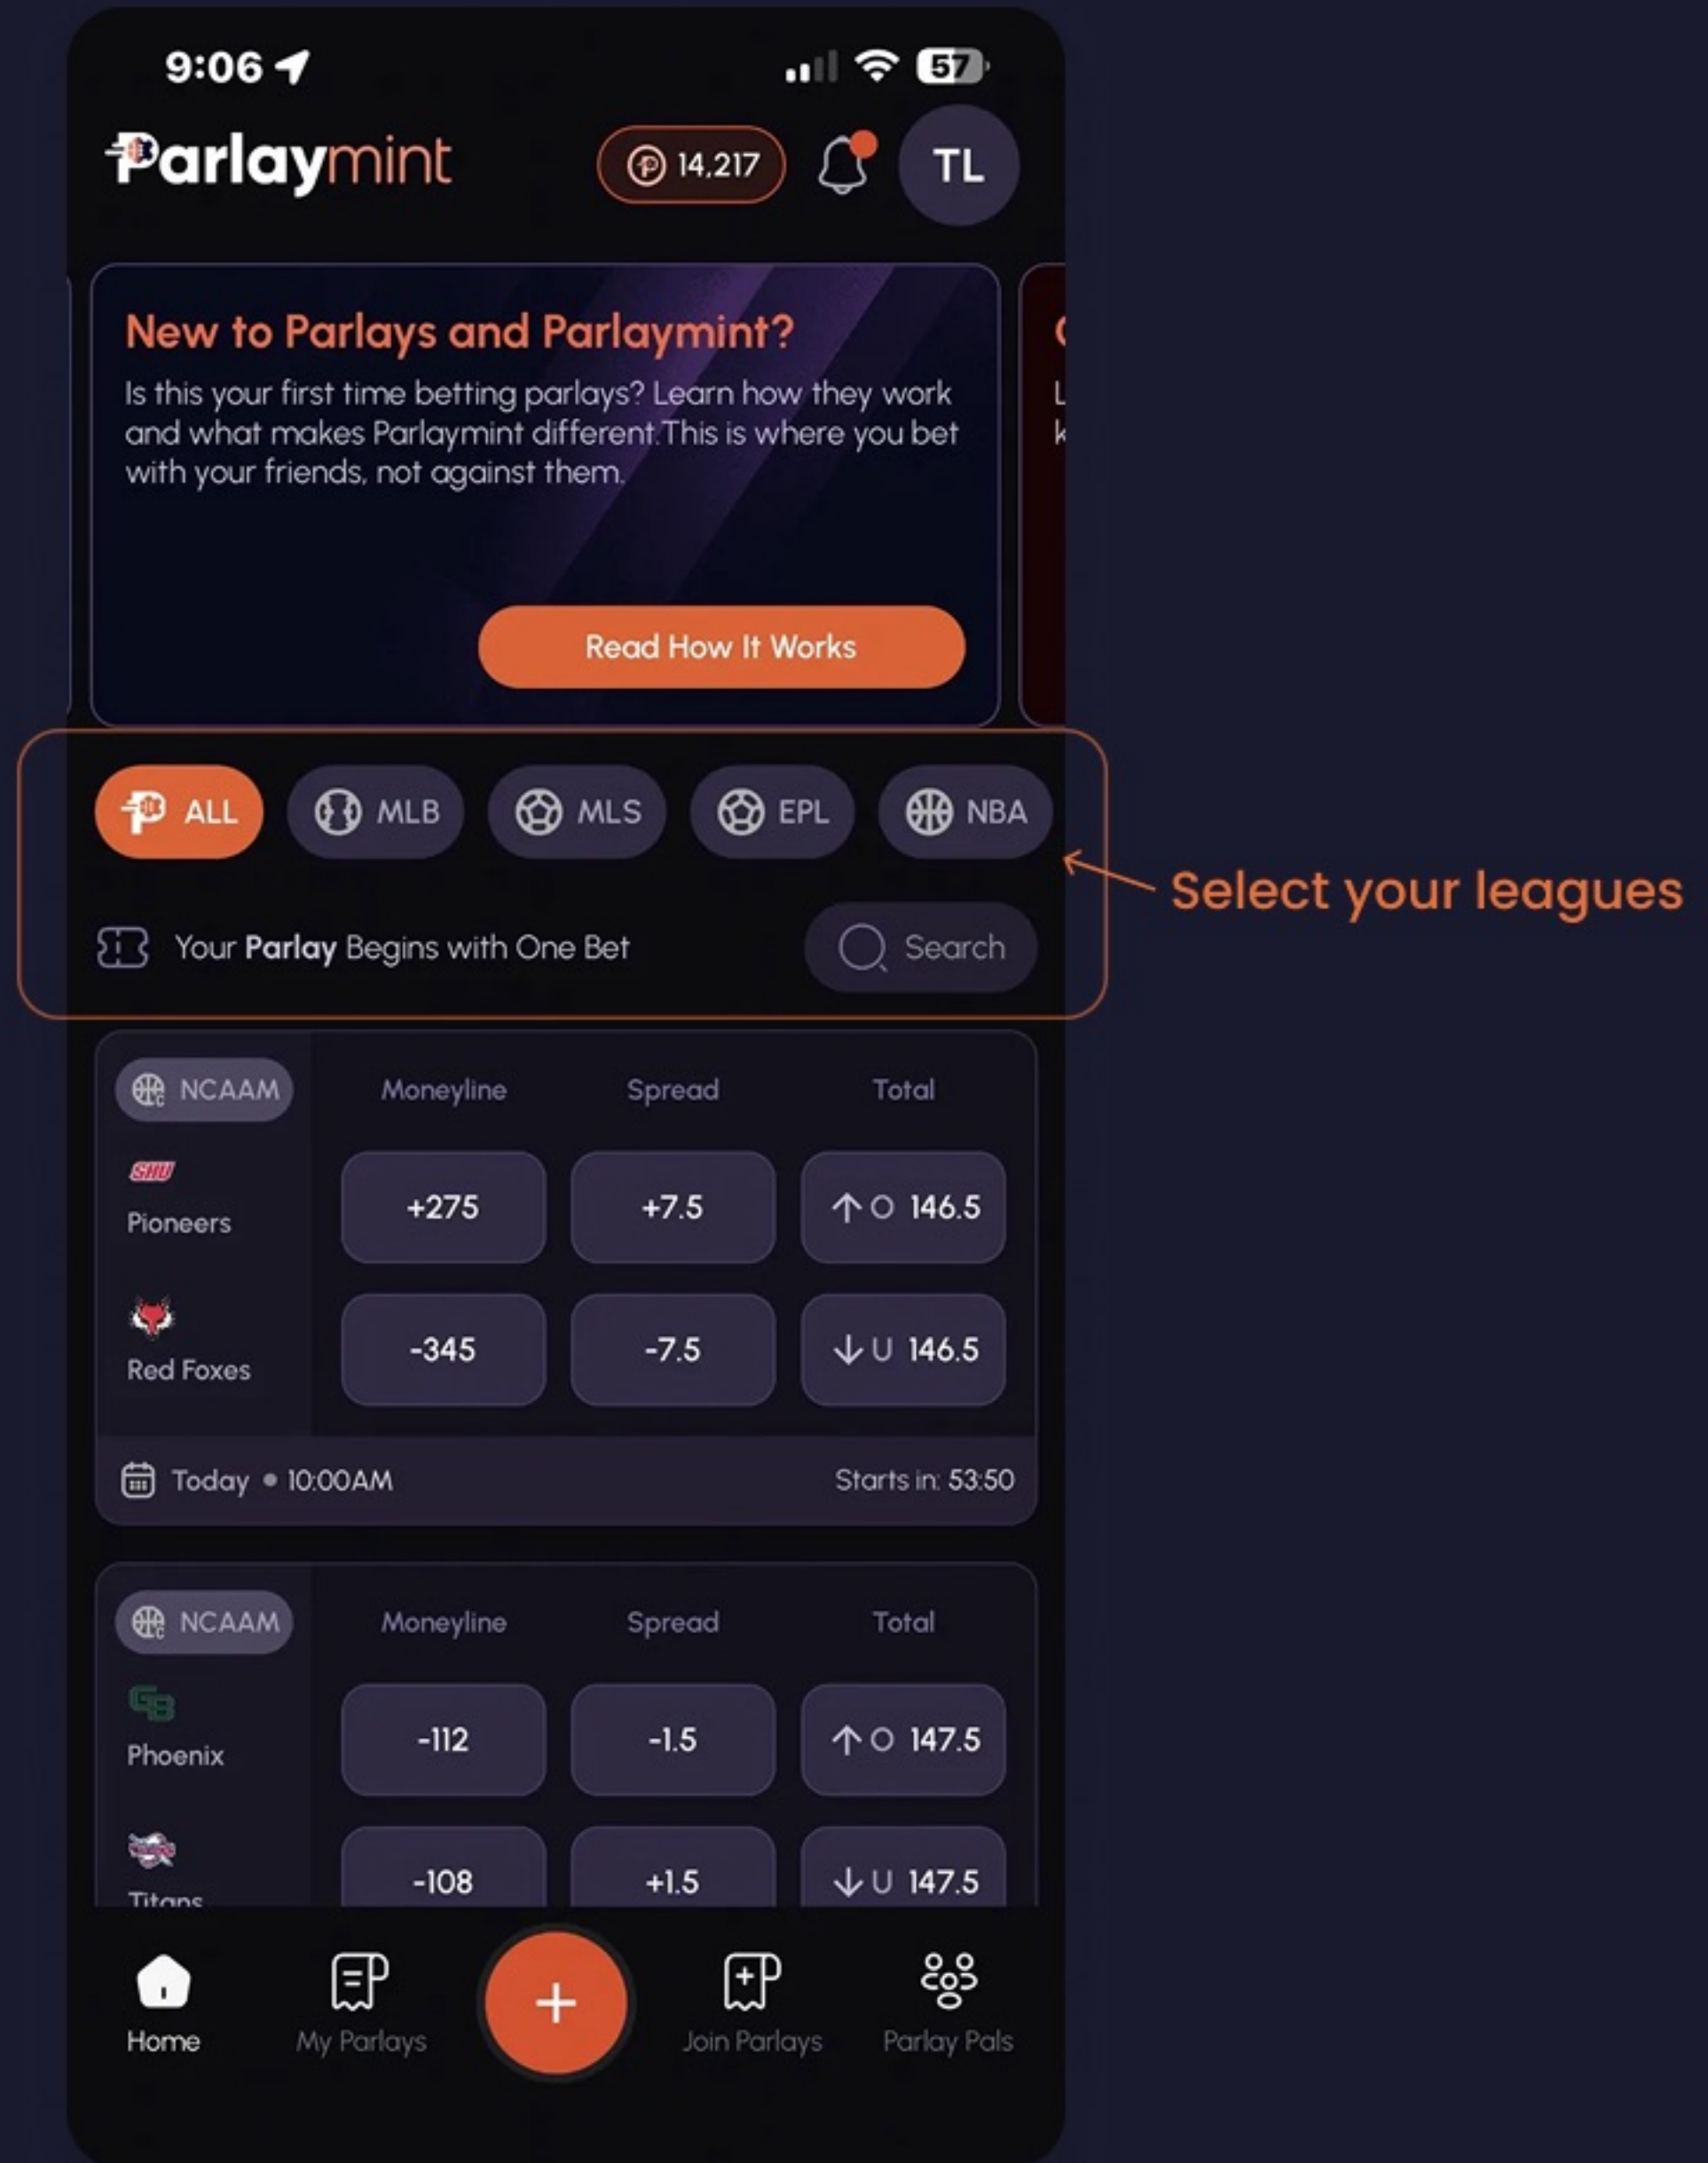 9:06
57
Parlaymint
14,217
TL
New to Parlays and Parlaymint?
Is this your first time betting parlays? Learn how they work
and what makes Parlaymint different.This is where you bet
with your friends, not against them.
Read How It Works
ALL
MLB
MLS
EPL
NBA
Select your leagues
Your Parlay Begins with One Bet
Search
NCAAM
Moneyline
Spread
Total
SHU
Pioneers
+275
+7.5
O 146.5
Red Foxes
-345
-7.5
U 146.5
Today • 10:00AM
Starts in: 53:50
NCAAM
Moneyline
Spread
Total
GB
Phoenix
-112
-1.5
O 147.5
Titans
-108
+1.5
U 147.5
Home
My Parlays
+
Join Parlays
Parlay Pals